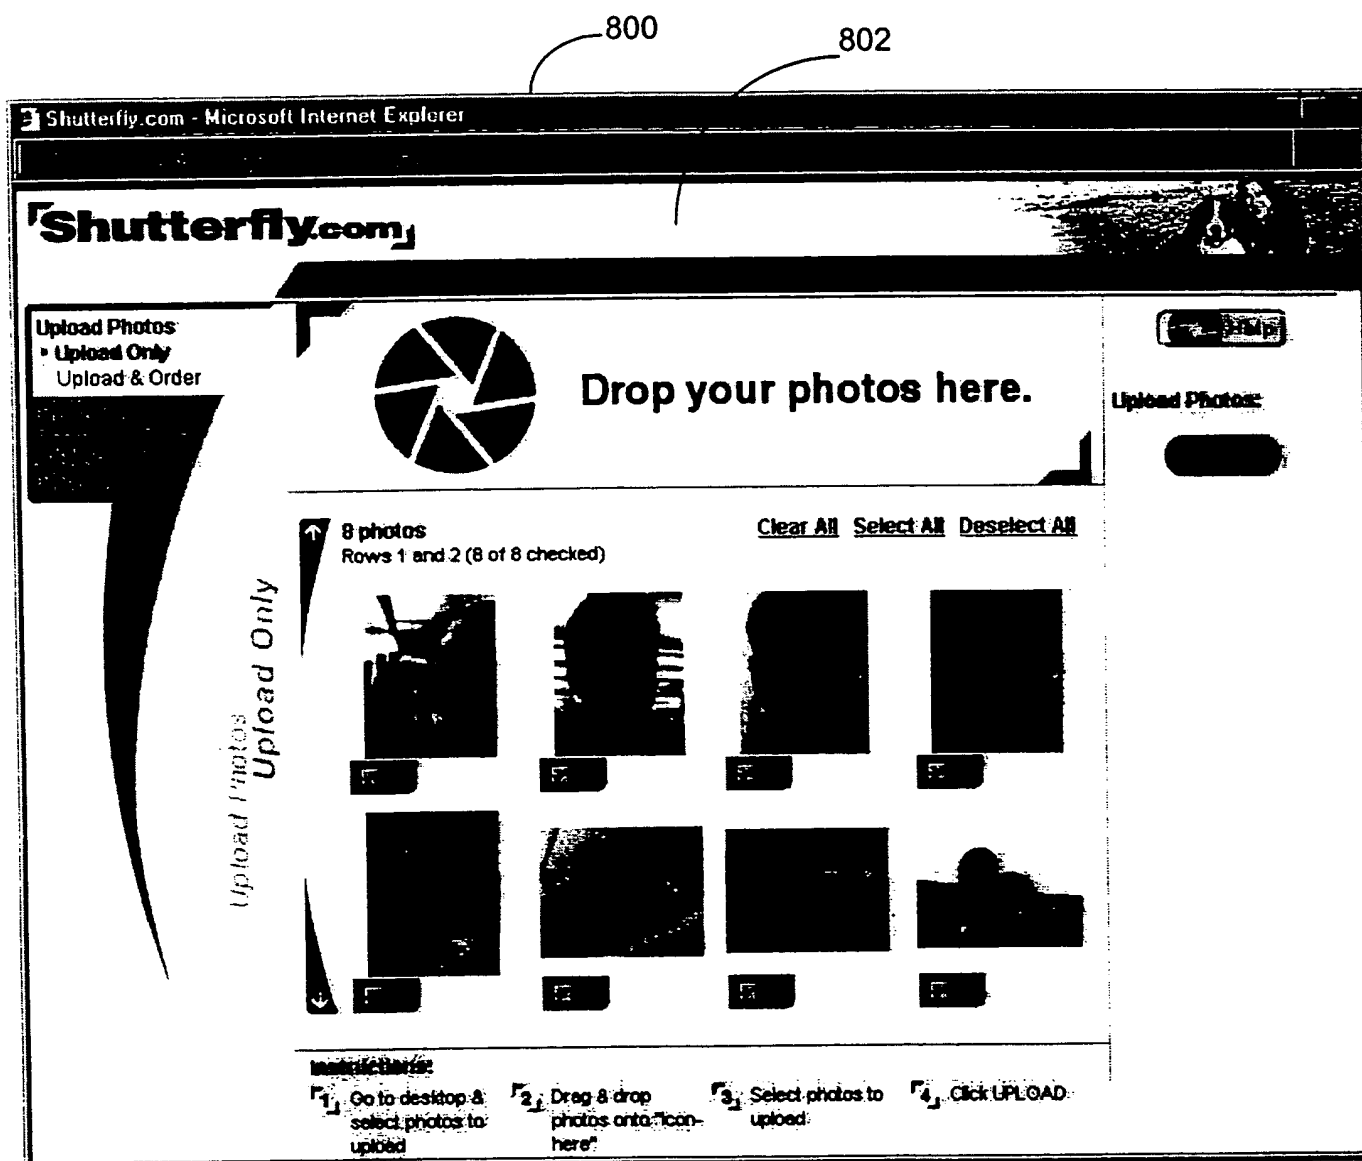 800
802
Shutterfly.com - Microsoft Internet Explorer
Shutterfly.com
Upload Photos
Upload Only
Upload & Order
Drop your photos here.
Help
Upload Photos:
8 photos
Rows 1 and 2 (8 of 8 checked)
Clear All Select All Deselect All
Upload Photos
Upload Only
Instructions:
1 Go to desktop &
select photos to
upload
2 Drag & drop
photos onto "icon-
here"
3 Select photos to
upload
4 Click UPLOAD